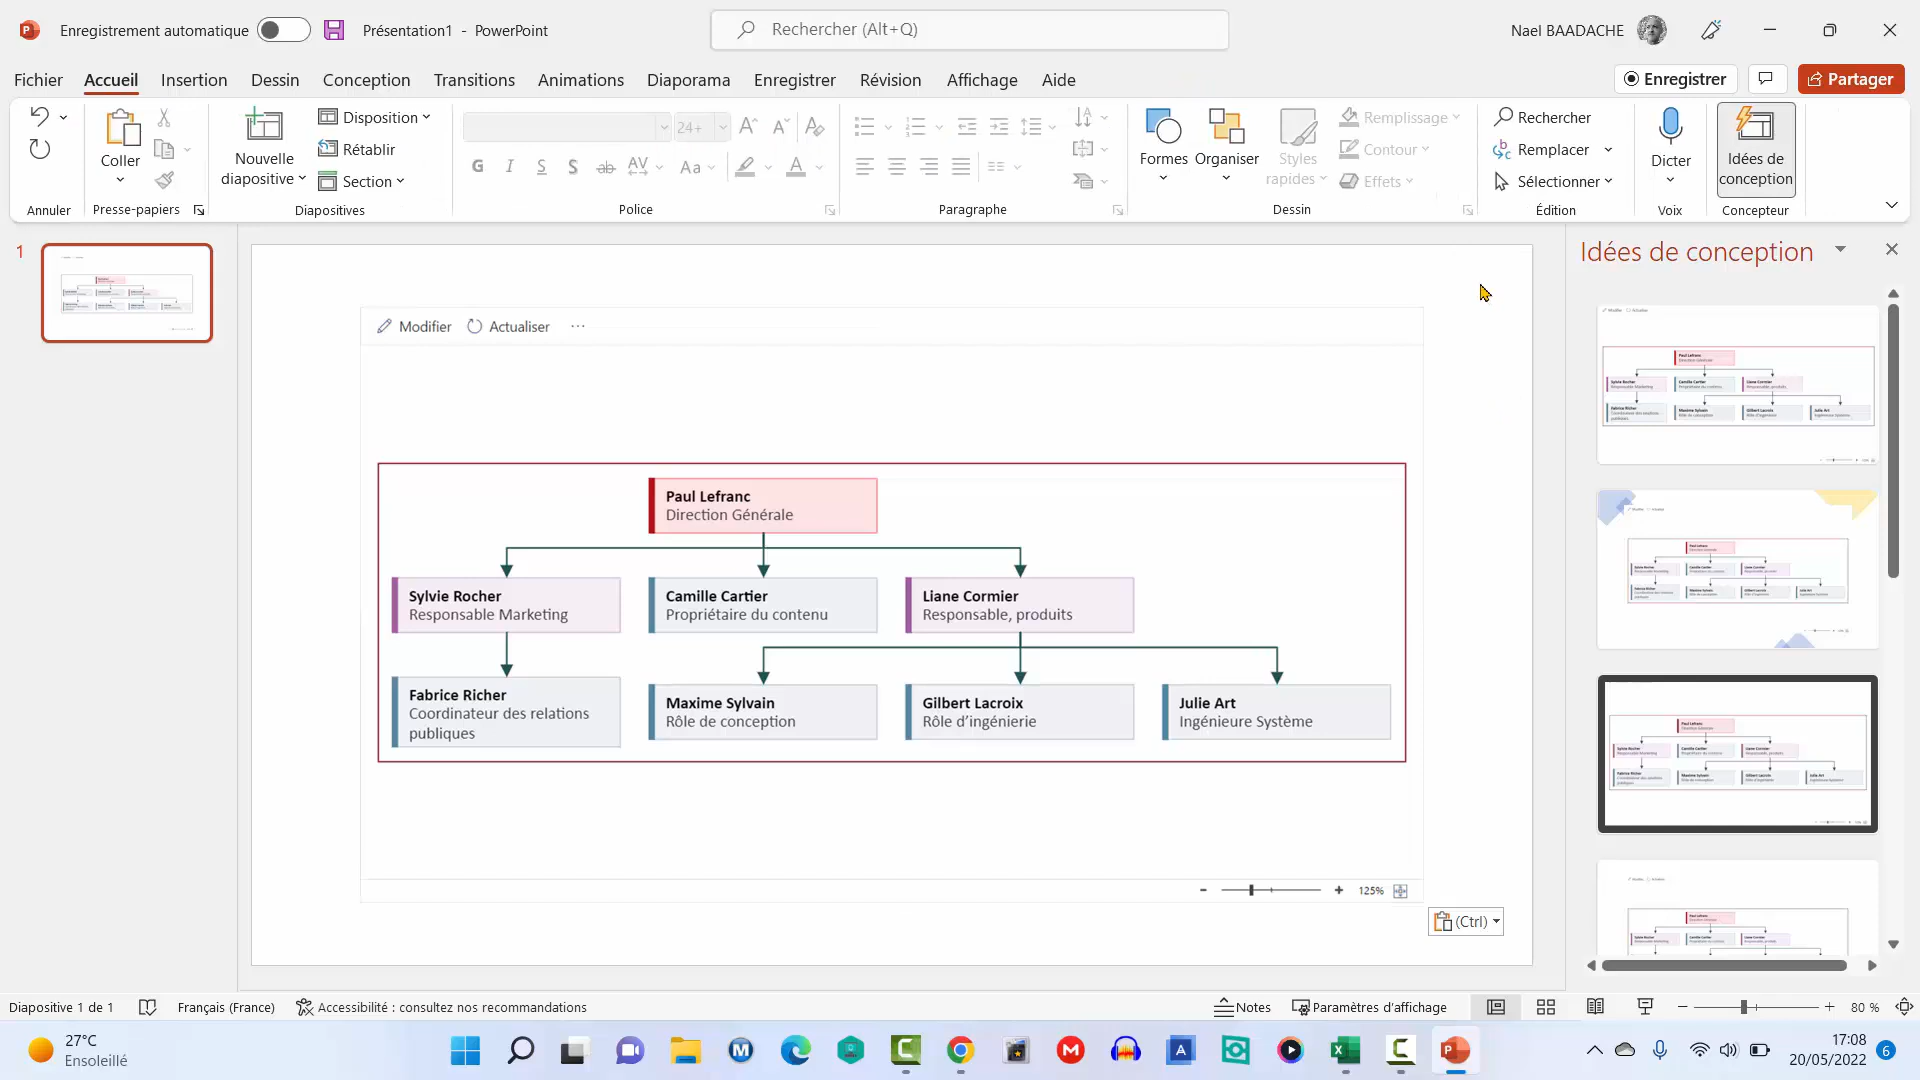 Enregistrement automatique
Présentation1 - PowerPoint
Rechercher (Alt+Q)
Nael BAADACHE
Fichier Accueil Insertion Dessin Conception Transitions Animations Diaporama Enregistrer Révision Affichage Aide
Enregistrer
Partager
Coller
Nouvelle diapositive
Disposition
Rétablir
Section
24+
G I S S ab AV Aa A
Formes
Organiser
Styles rapides
Remplissage
Contour
Effets
Rechercher
Remplacer
Sélectionner
Dicter
Idées de conception
Annuler
Presse-papiers
Diapositives
Police
Paragraphe
Dessin
Édition
Voix
Concepteur
1
Idées de conception
Modifier
Actualiser
Paul Lefranc
Direction Générale
Sylvie Rocher
Responsable Marketing
Camille Cartier
Propriétaire du contenu
Liane Cormier
Responsable, produits
Fabrice Richer
Coordinateur des relations
publiques
Maxime Sylvain
Rôle de conception
Gilbert Lacroix
Rôle d'ingénierie
Julie Art
Ingénieure Système
125%
(Ctrl)
Diapositive 1 de 1
Français (France)
Accessibilité : consultez nos recommandations
Notes
Paramètres d'affichage
80 %
27°C
Ensoleillé
17:08
20/05/2022
6